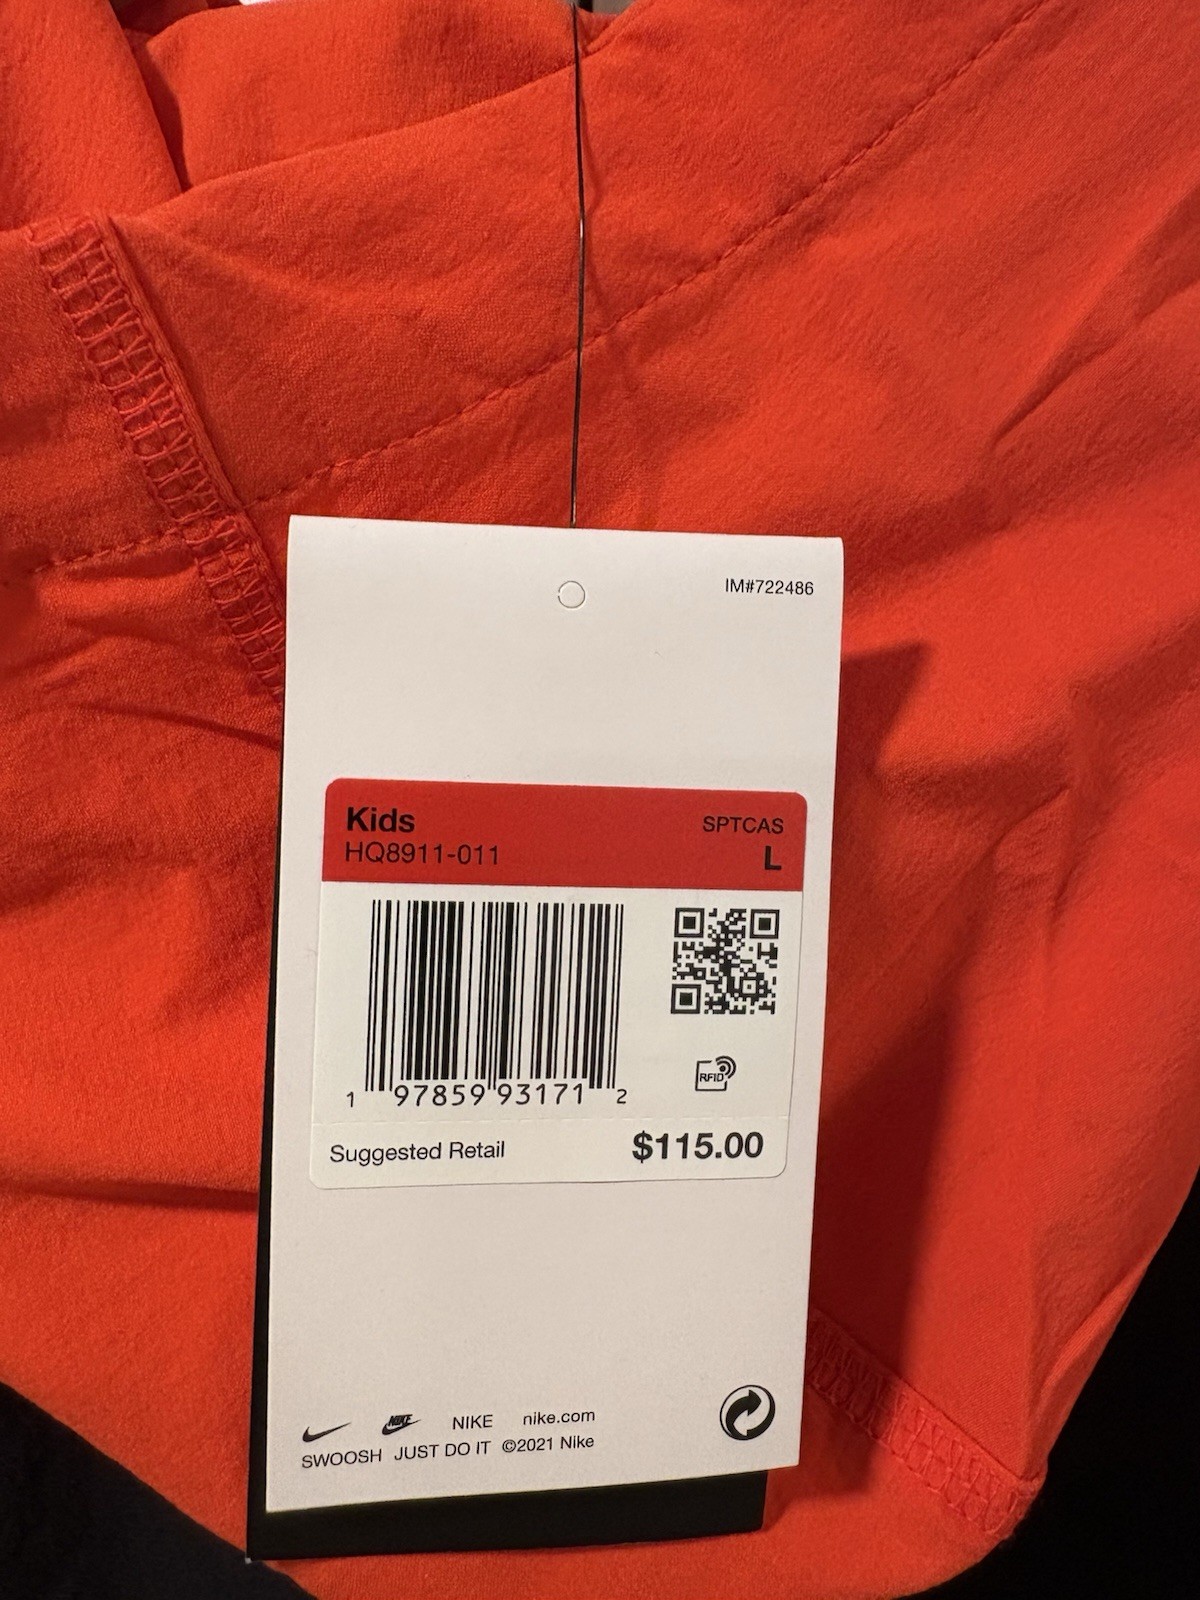 IM#722486
Kids SPTCAS
HQ8911-011 L
RFID
1 97859 93171 2
Suggested Retail $115.00
NIKE NIKE nike.com
SWOOSH JUST DO IT ©2021 Nike